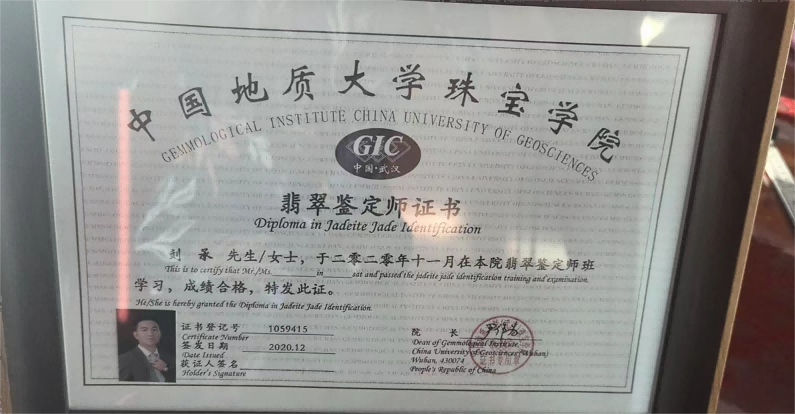 中国地质大学珠宝学院
GEMMOLOGICAL INSTITUTE CHINA UNIVERSITY OF GEOSCIENCES
GIC
中国·武汉
翡翠鉴定师证书
Diploma in Jadeite Jade Identification
刘 承 先生/女士，于二〇二〇年十一月在本院翡翠鉴定师班
This is to certify that Mr./Ms. in sat and passed the jadeite jade identification training and examination.
学习，成绩合格，特发此证。
He/She is hereby granted the Diploma in Jadeite Jade Identification.
证书登记号 1059415
Certificate Number
签发日期 2020.12
Date Issued
获证人签名
Holder's Signature
院 长
Dean of Gemmological Institute,
China University of Geosciences(Wuhan)
Wuhan, 430074
People's Republic of China